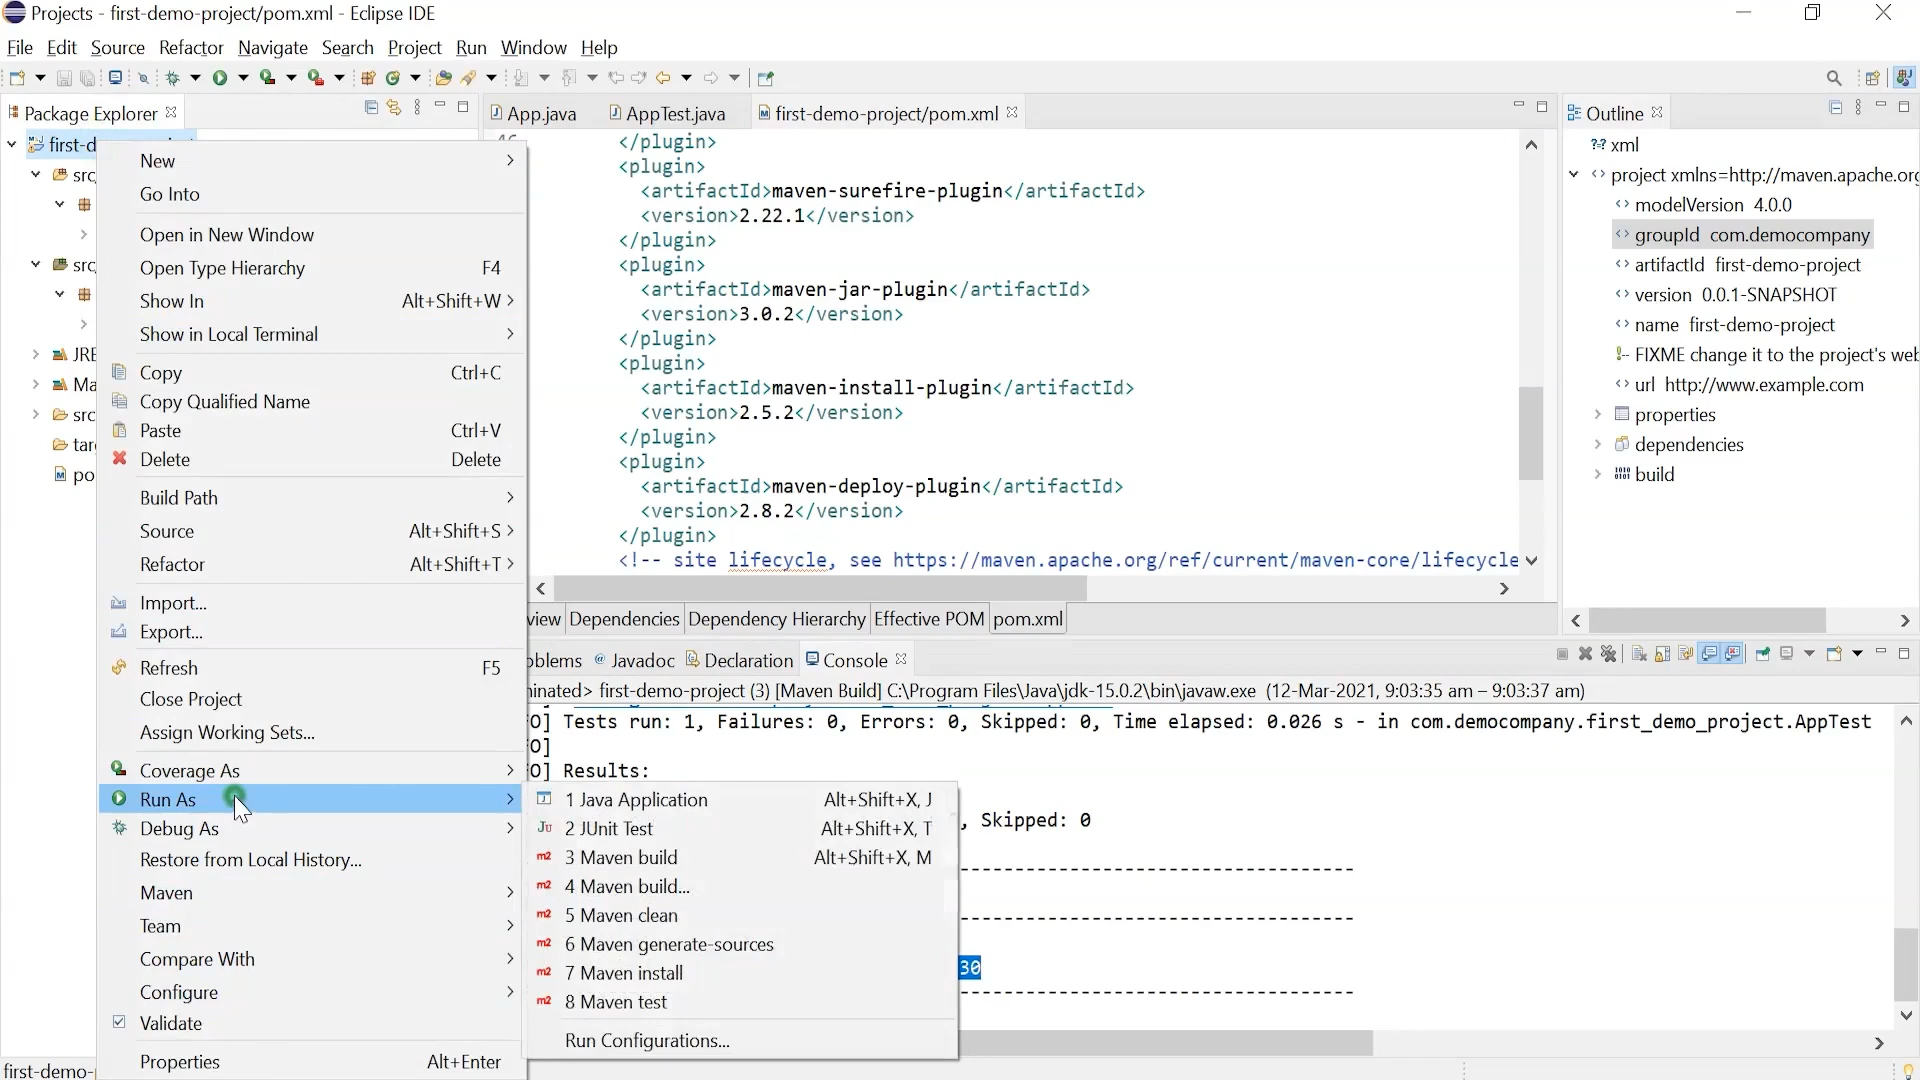 Projects - first-demo-project/pom.xml - Eclipse IDE
File Edit Source Refactor Navigate Search Project Run Window Help
Package Explorer
first-d
src
src
JRE
Ma
src
tar
po
New
Go Into
Open in New Window
Open Type Hierarchy F4
Show In Alt+Shift+W
Show in Local Terminal
Copy Ctrl+C
Copy Qualified Name
Paste Ctrl+V
Delete Delete
Build Path
Source Alt+Shift+S
Refactor Alt+Shift+T
Import...
Export...
Refresh F5
Close Project
Assign Working Sets...
Coverage As
Run As
Debug As
Restore from Local History...
Maven
Team
Compare With
Configure
Validate
Properties Alt+Enter
1 Java Application Alt+Shift+X, J
2 JUnit Test Alt+Shift+X, T
3 Maven build Alt+Shift+X, M
4 Maven build...
5 Maven clean
6 Maven generate-sources
7 Maven install
8 Maven test
Run Configurations...
App.java AppTest.java first-demo-project/pom.xml
</plugin>
<plugin>
<artifactId>maven-surefire-plugin</artifactId>
<version>2.22.1</version>
</plugin>
<plugin>
<artifactId>maven-jar-plugin</artifactId>
<version>3.0.2</version>
</plugin>
<plugin>
<artifactId>maven-install-plugin</artifactId>
<version>2.5.2</version>
</plugin>
<plugin>
<artifactId>maven-deploy-plugin</artifactId>
<version>2.8.2</version>
</plugin>
<!-- site lifecycle, see https://maven.apache.org/ref/current/maven-core/lifecycle
view Dependencies Dependency Hierarchy Effective POM pom.xml
Outline
xml
project xmlns=http://maven.apache.org
modelVersion 4.0.0
groupId com.democompany
artifactId first-demo-project
version 0.0.1-SNAPSHOT
name first-demo-project
FIXME change it to the project's web
url http://www.example.com
properties
dependencies
build
oblems Javadoc Declaration Console
inated> first-demo-project (3) [Maven Build] C:\Program Files\Java\jdk-15.0.2\bin\javaw.exe (12-Mar-2021, 9:03:35 am – 9:03:37 am)
FO] Tests run: 1, Failures: 0, Errors: 0, Skipped: 0, Time elapsed: 0.026 s - in com.democompany.first_demo_project.AppTest
FO]
FO] Results:
, Skipped: 0
------------------------------------
------------------------------------
30
------------------------------------
first-demo-